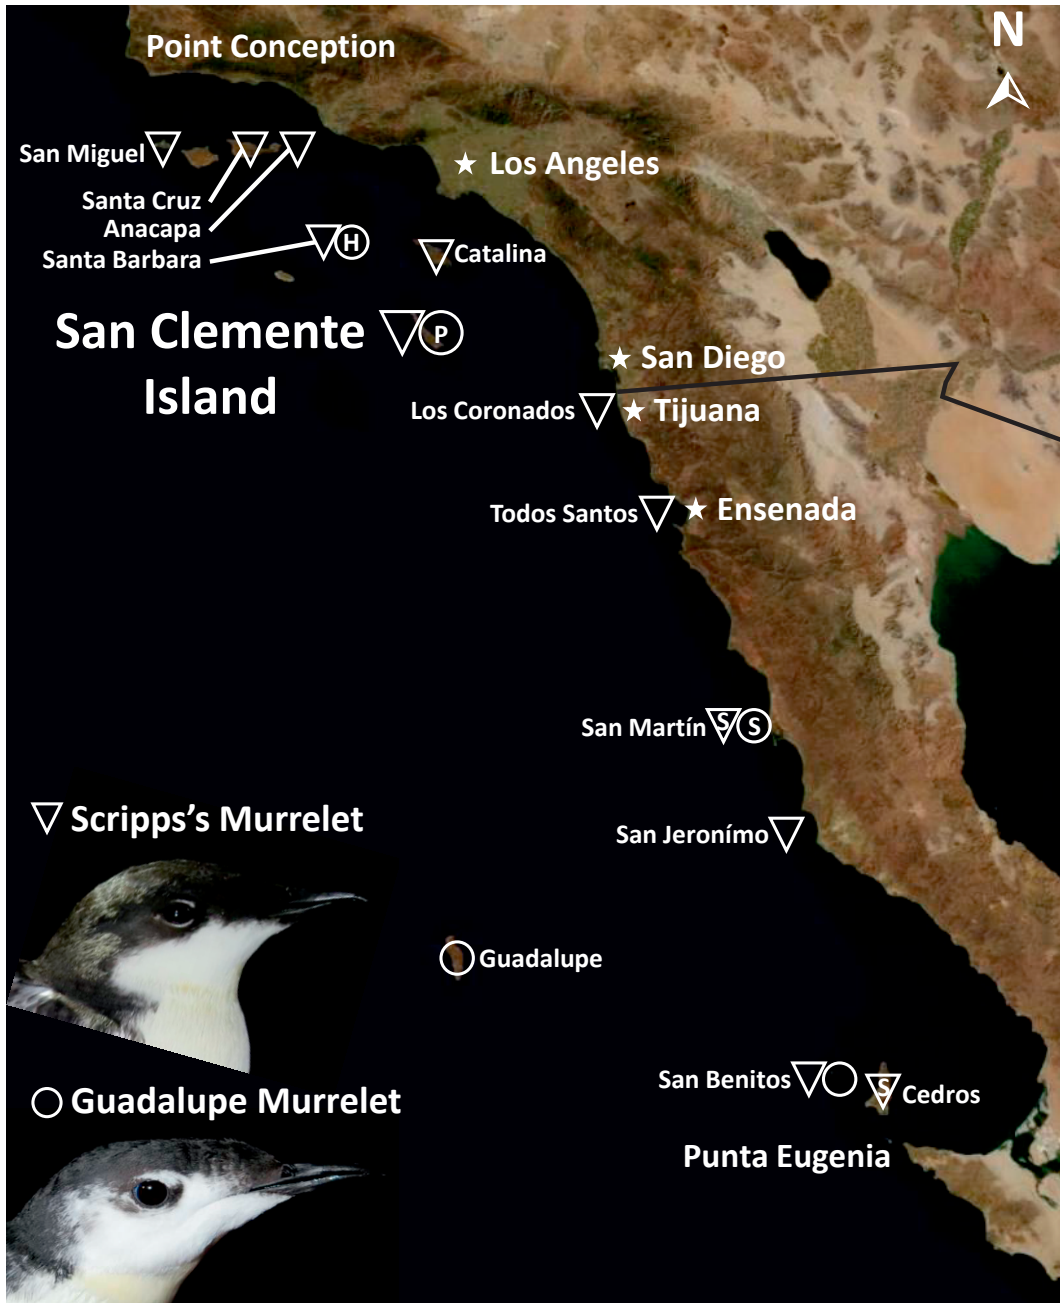 Point Conception
N
San Miguel
Los Angeles
Santa Cruz
Anacapa
Santa Barbara
H
Catalina
San Clemente
Island
P
San Diego
Los Coronados
Tijuana
Todos Santos
Ensenada
San Martín
S
S
Scripps's Murrelet
San Jeronímo
Guadalupe
San Benitos
S
Cedros
Guadalupe Murrelet
Punta Eugenia